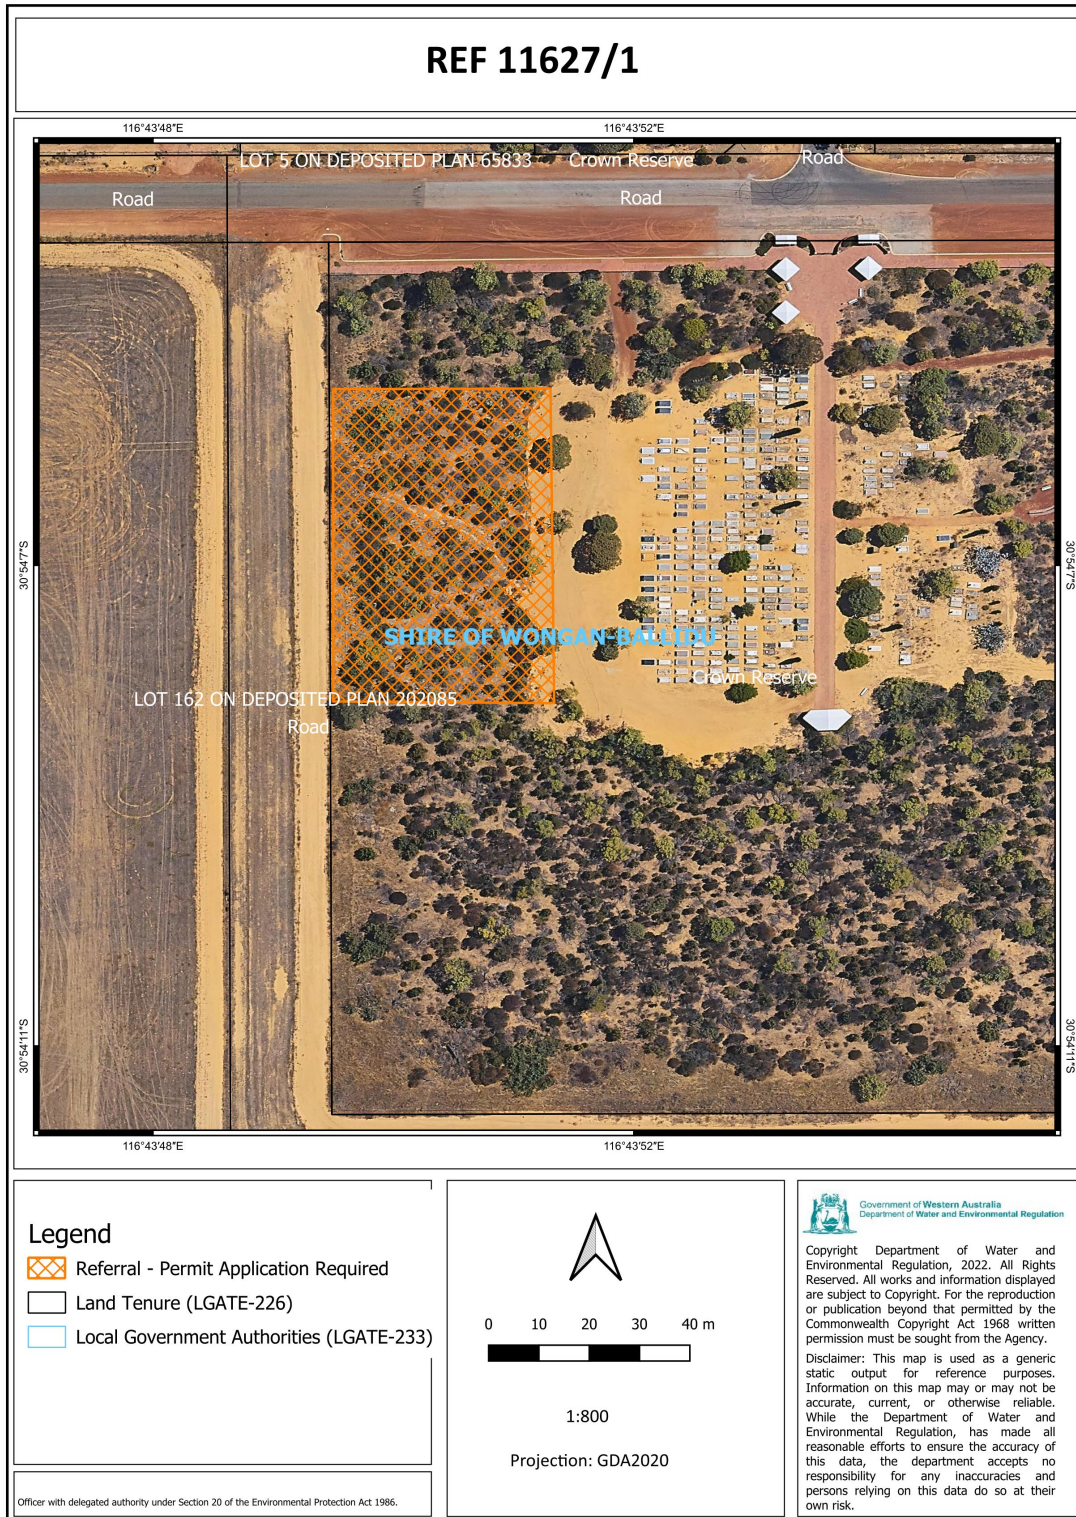 REF 11627/1
116°43'48"E
116°43'52"E
LOT 5 ON DEPOSITED PLAN 65833
Crown Reserve
Road
Road
Road
30°54'7"S
30°54'7"S
SHIRE OF WONGAN-BALLIDU
Crown Reserve
LOT 162 ON DEPOSITED PLAN 202085
Road
30°54'11"S
30°54'11"S
116°43'48"E
116°43'52"E
Legend
Referral - Permit Application Required
Land Tenure (LGATE-226)
Local Government Authorities (LGATE-233)
Officer with delegated authority under Section 20 of the Environmental Protection Act 1986.
0 10 20 30 40 m
1:800
Projection: GDA2020
Government of Western Australia
Department of Water and Environmental Regulation
Copyright Department of Water and
Environmental Regulation, 2022. All Rights
Reserved. All works and information displayed
are subject to Copyright. For the reproduction
or publication beyond that permitted by the
Commonwealth Copyright Act 1968 written
permission must be sought from the Agency.
Disclaimer: This map is used as a generic
static output for reference purposes.
Information on this map may or may not be
accurate, current, or otherwise reliable.
While the Department of Water and
Environmental Regulation, has made all
reasonable efforts to ensure the accuracy of
this data, the department accepts no
responsibility for any inaccuracies and
persons relying on this data do so at their
own risk.